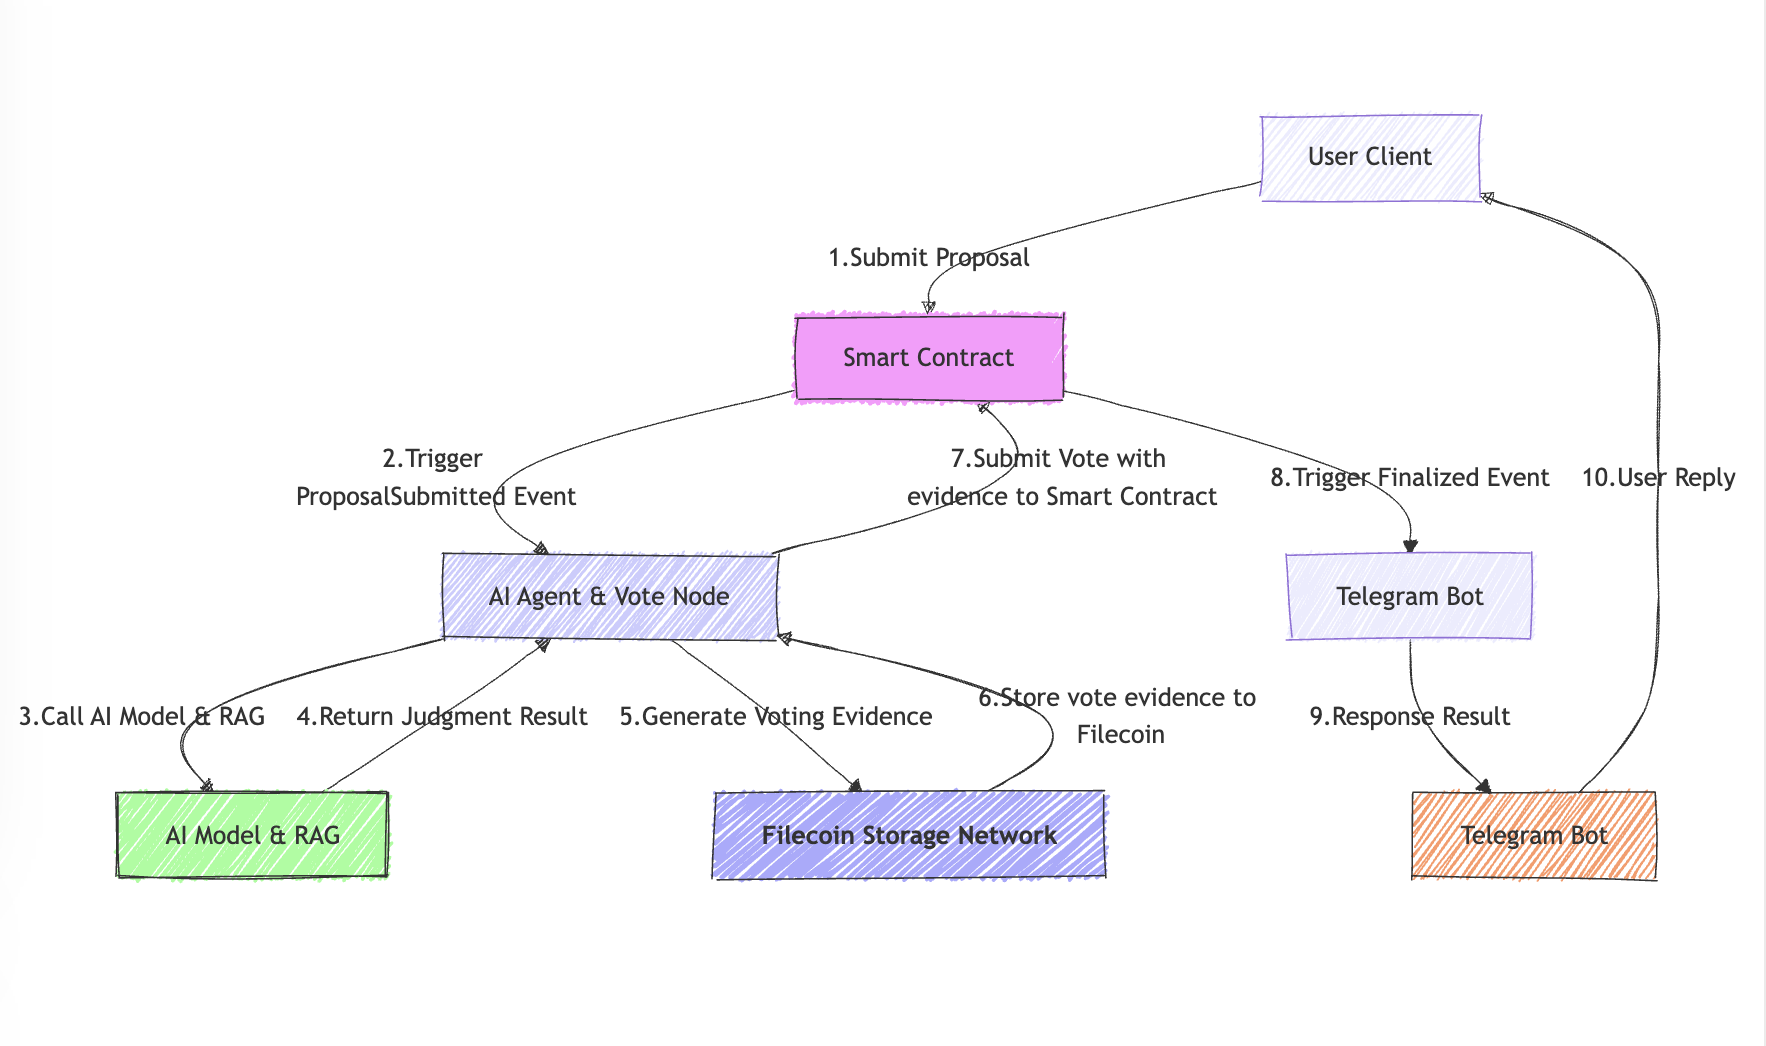 User Client
1.Submit Proposal
Smart Contract
2.Trigger
ProposalSubmitted Event
7.Submit Vote with
evidence to Smart Contract
8.Trigger Finalized Event
10.User Reply
AI Agent & Vote Node
Telegram Bot
3.Call AI Model & RAG
4.Return Judgment Result
5.Generate Voting Evidence
6.Store vote evidence to
Filecoin
9.Response Result
AI Model & RAG
Filecoin Storage Network
Telegram Bot